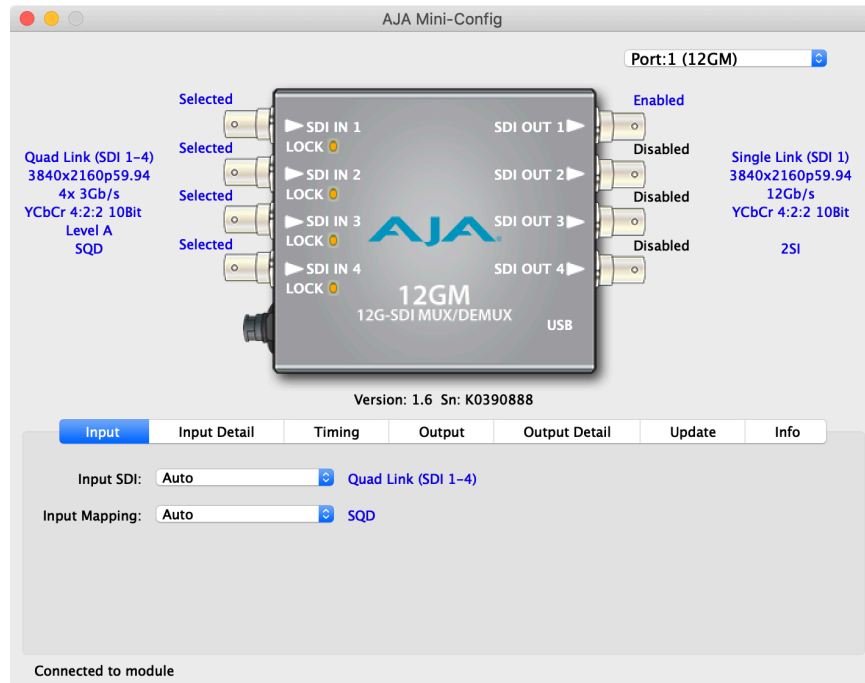 AJA Mini-Config
Port:1 (12GM)
Selected
Selected
Selected
Selected
Quad Link (SDI 1-4)
3840x2160p59.94
4x 3Gb/s
YCbCr 4:2:2 10Bit
Level A
SQD
SDI IN 1
LOCK
SDI IN 2
LOCK
SDI IN 3
LOCK
SDI IN 4
LOCK
AJA
12GM
12G-SDI MUX/DEMUX
USB
SDI OUT 1
SDI OUT 2
SDI OUT 3
SDI OUT 4
Enabled
Disabled
Disabled
Disabled
Single Link (SDI 1)
3840x2160p59.94
12Gb/s
YCbCr 4:2:2 10Bit
2SI
Version: 1.6 Sn: K0390888
Input Input Detail Timing Output Output Detail Update Info
Input SDI: Auto Quad Link (SDI 1-4)
Input Mapping: Auto SQD
Connected to module